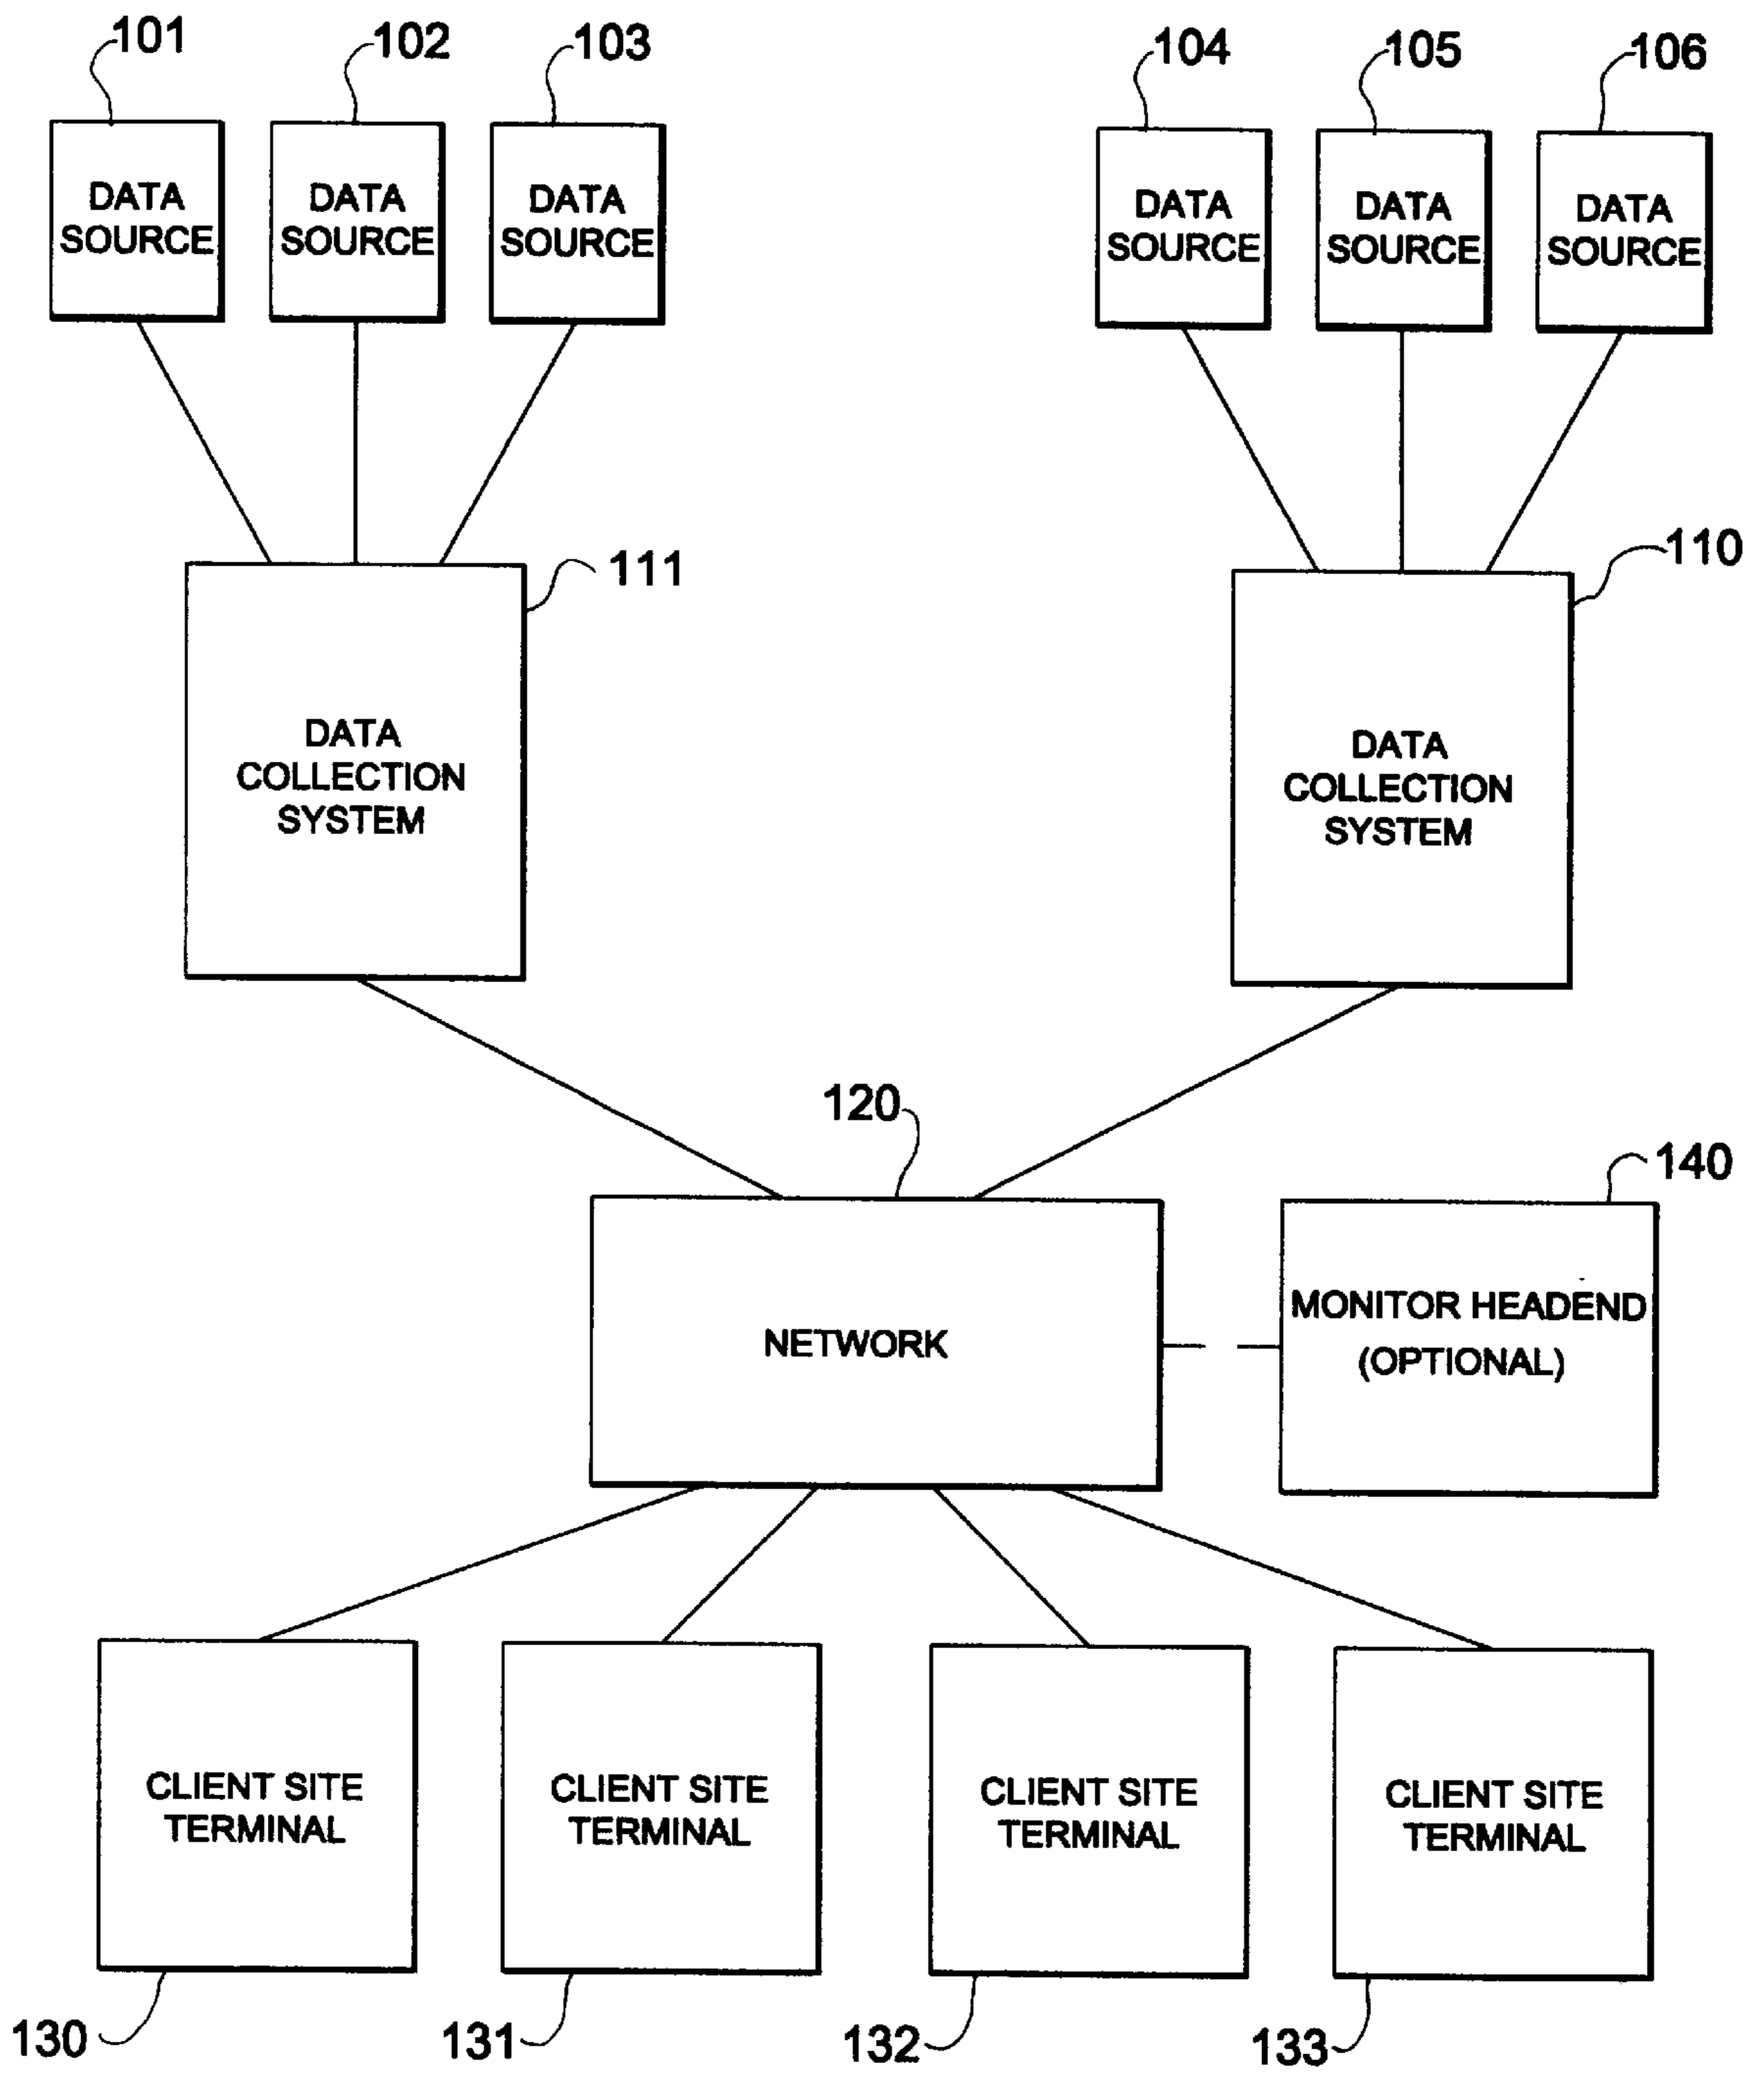 101
102
103
104
105
106
DATA
SOURCE
DATA
SOURCE
DATA
SOURCE
DATA
SOURCE
DATA
SOURCE
DATA
SOURCE
111
110
DATA
COLLECTION
SYSTEM
DATA
COLLECTION
SYSTEM
120
140
NETWORK
MONITOR HEADEND
(OPTIONAL)
CLIENT SITE
TERMINAL
CLIENT SITE
TERMINAL
CLIENT SITE
TERMINAL
CLIENT SITE
TERMINAL
130
131
132
133